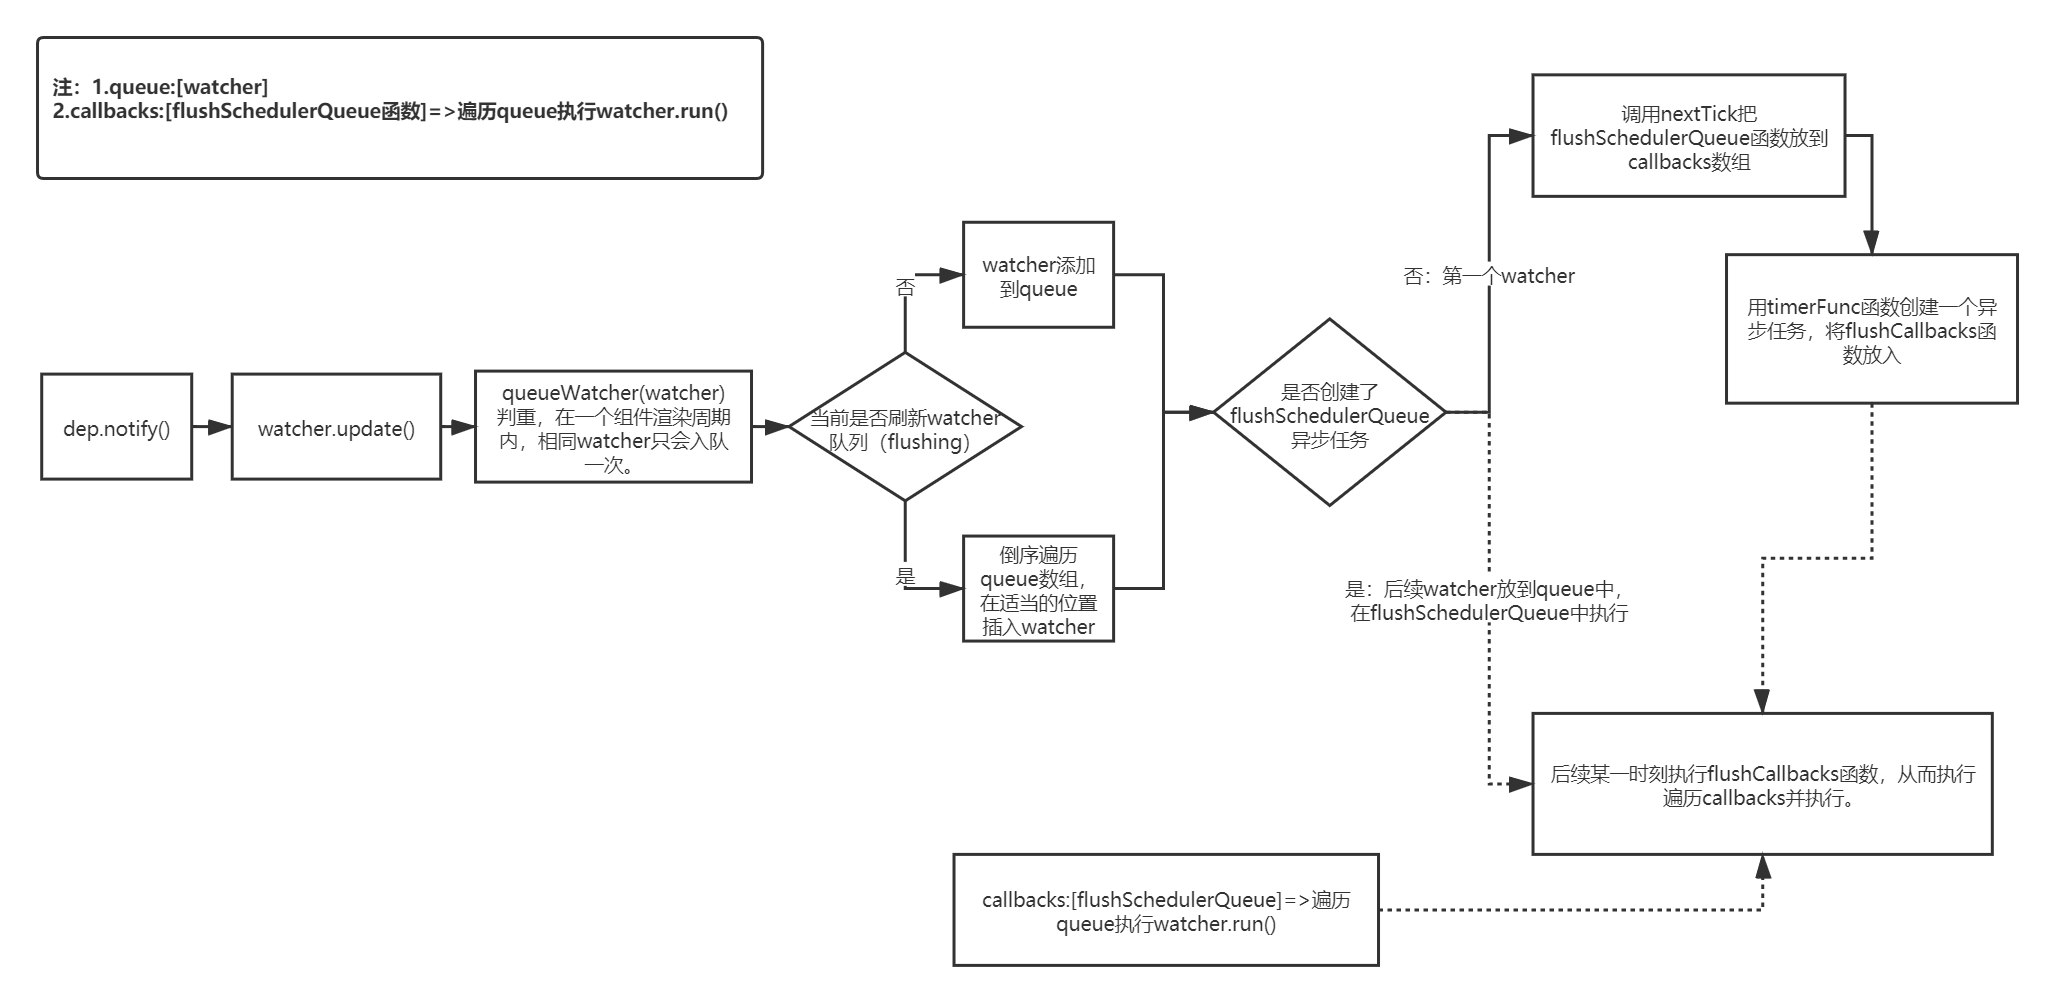 注：1.queue:[watcher]
2.callbacks:[flushSchedulerQueue函数]=>遍历queue执行watcher.run()
dep.notify()
watcher.update()
queueWatcher(watcher)
判重，在一个组件渲染周期
内，相同watcher只会入队
一次。
当前是否刷新watcher
队列（flushing）
否
watcher添加
到queue
是
倒序遍历
queue数组，
在适当的位置
插入watcher
是否创建了
flushSchedulerQueue
异步任务
否：第一个watcher
调用nextTick把
flushSchedulerQueue函数放到
callbacks数组
用timerFunc函数创建一个异
步任务，将flushCallbacks函
数放入
是：后续watcher放到queue中，
在flushSchedulerQueue中执行
后续某一时刻执行flushCallbacks函数，从而执行
遍历callbacks并执行。
callbacks:[flushSchedulerQueue]=>遍历
queue执行watcher.run()